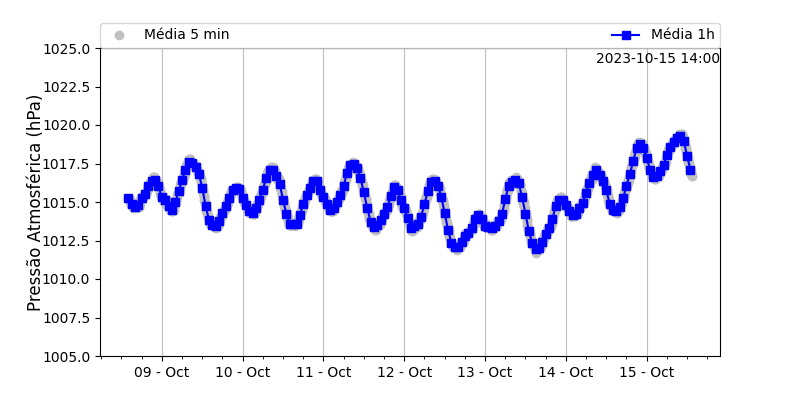 Média 5 min
Média 1h
2023-10-15 14:00
Pressão Atmosférica (hPa)
1025.0
1022.5
1020.0
1017.5
1015.0
1012.5
1010.0
1007.5
1005.0
09 - Oct
10 - Oct
11 - Oct
12 - Oct
13 - Oct
14 - Oct
15 - Oct